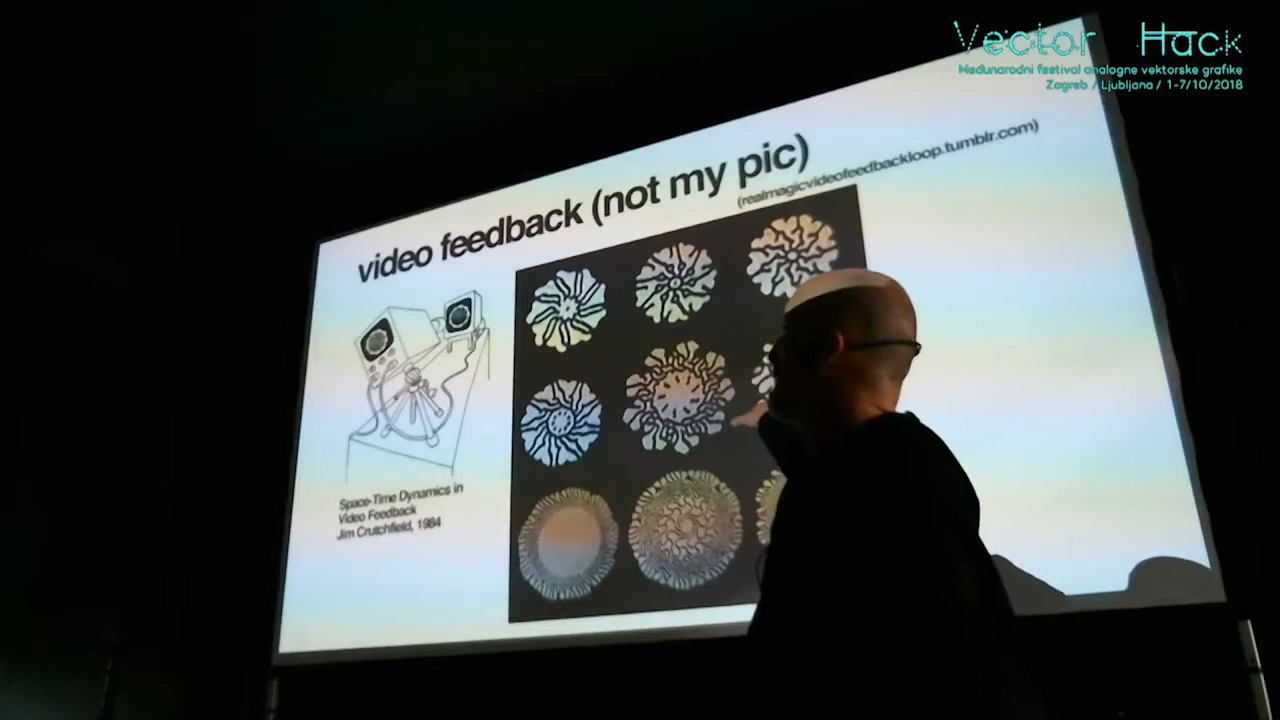 Vector Hack
Međunarodni festival analogne vektorske grafike
Zagreb / Ljubljana / 1-7/10/2018
video feedback (not my pic)
(realmagicvideofeedbackloop.tumblr.com)
Space-Time Dynamics in
Video Feedback
Jim Crutchfield, 1984